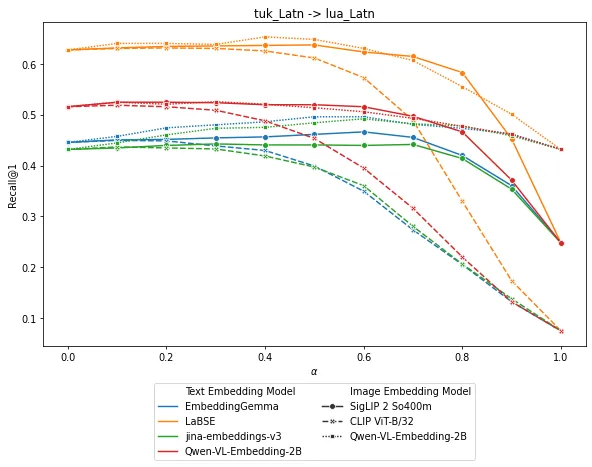 tuk_Latn -> lua_Latn
Recall@1
0.6
0.5
0.4
0.3
0.2
0.1
0.0 0.2 0.4 0.6 0.8 1.0
α
Text Embedding Model Image Embedding Model
EmbeddingGemma SigLIP 2 So400m
LaBSE CLIP ViT-B/32
jina-embeddings-v3 Qwen-VL-Embedding-2B
Qwen-VL-Embedding-2B